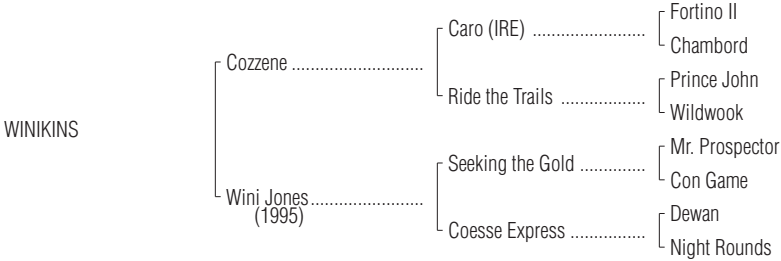 Fortino II
Caro (IRE) ..............................
Chambord
Cozzene ...................................
Prince John
Ride the Trails ......................
Wildwook
WINIKINS
Mr. Prospector
Seeking the Gold .................
Con Game
Wini Jones..............................
(1995)
Dewan
Coesse Express ....................
Night Rounds